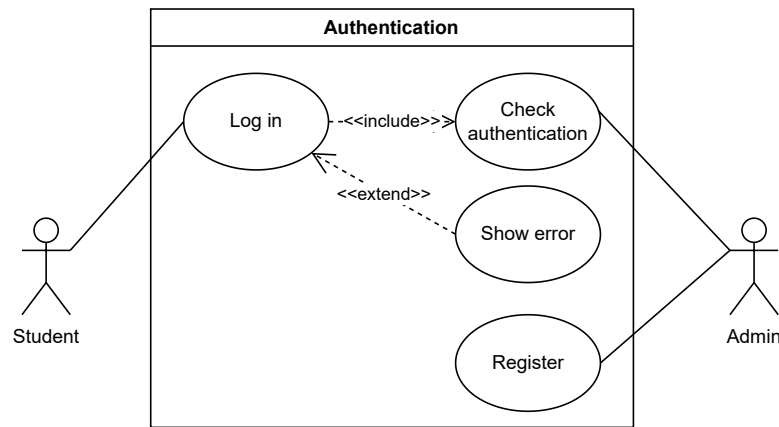 Authentication
Log in
<<include>>
Check
authentication
<<extend>>
Show error
Student
Admin
Register